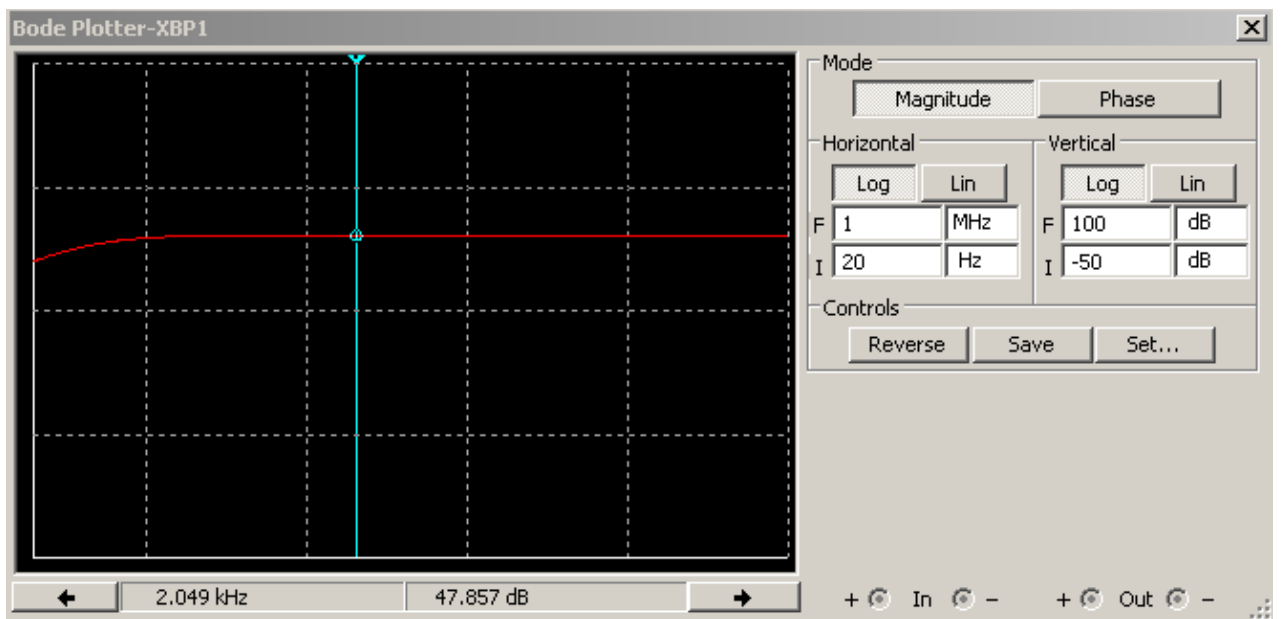 Bode Plotter-XBP1
Mode
Magnitude Phase
Horizontal Vertical
Log Lin Log Lin
F 1 MHz F 100 dB
I 20 Hz I -50 dB
Controls
Reverse Save Set...
2.049 kHz 47.857 dB
+ In - + Out -